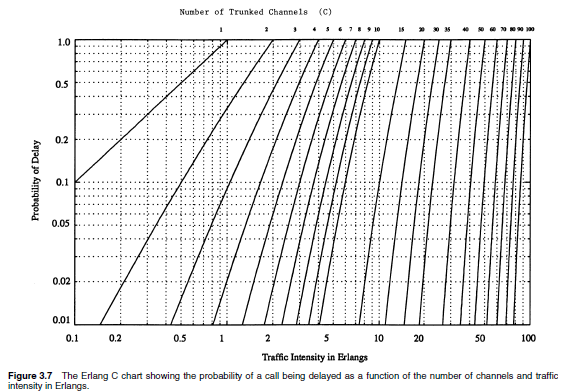 Number of Trunked Channels (C)
1 2 3 4 5 6 7 8 9 10 15 20 30 35 40 50 60 70 80 90 100
1.0
0.5
0.2
0.1
0.05
0.02
0.01
Probability of Delay
0.1 0.2 0.5 1 2 5 10 20 50 100
Traffic Intensity in Erlangs
Figure 3.7 The Erlang C chart showing the probability of a call being delayed as a function of the number of channels and traffic
intensity in Erlangs.